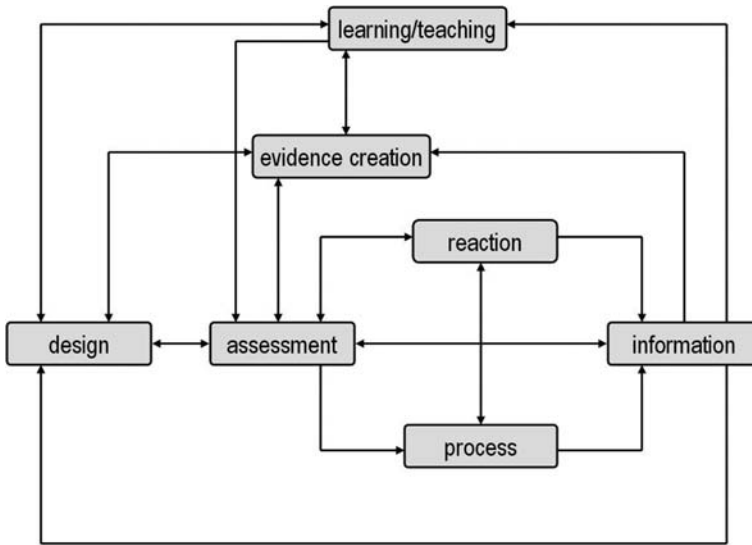 learning/teaching
evidence creation
reaction
design
assessment
information
process